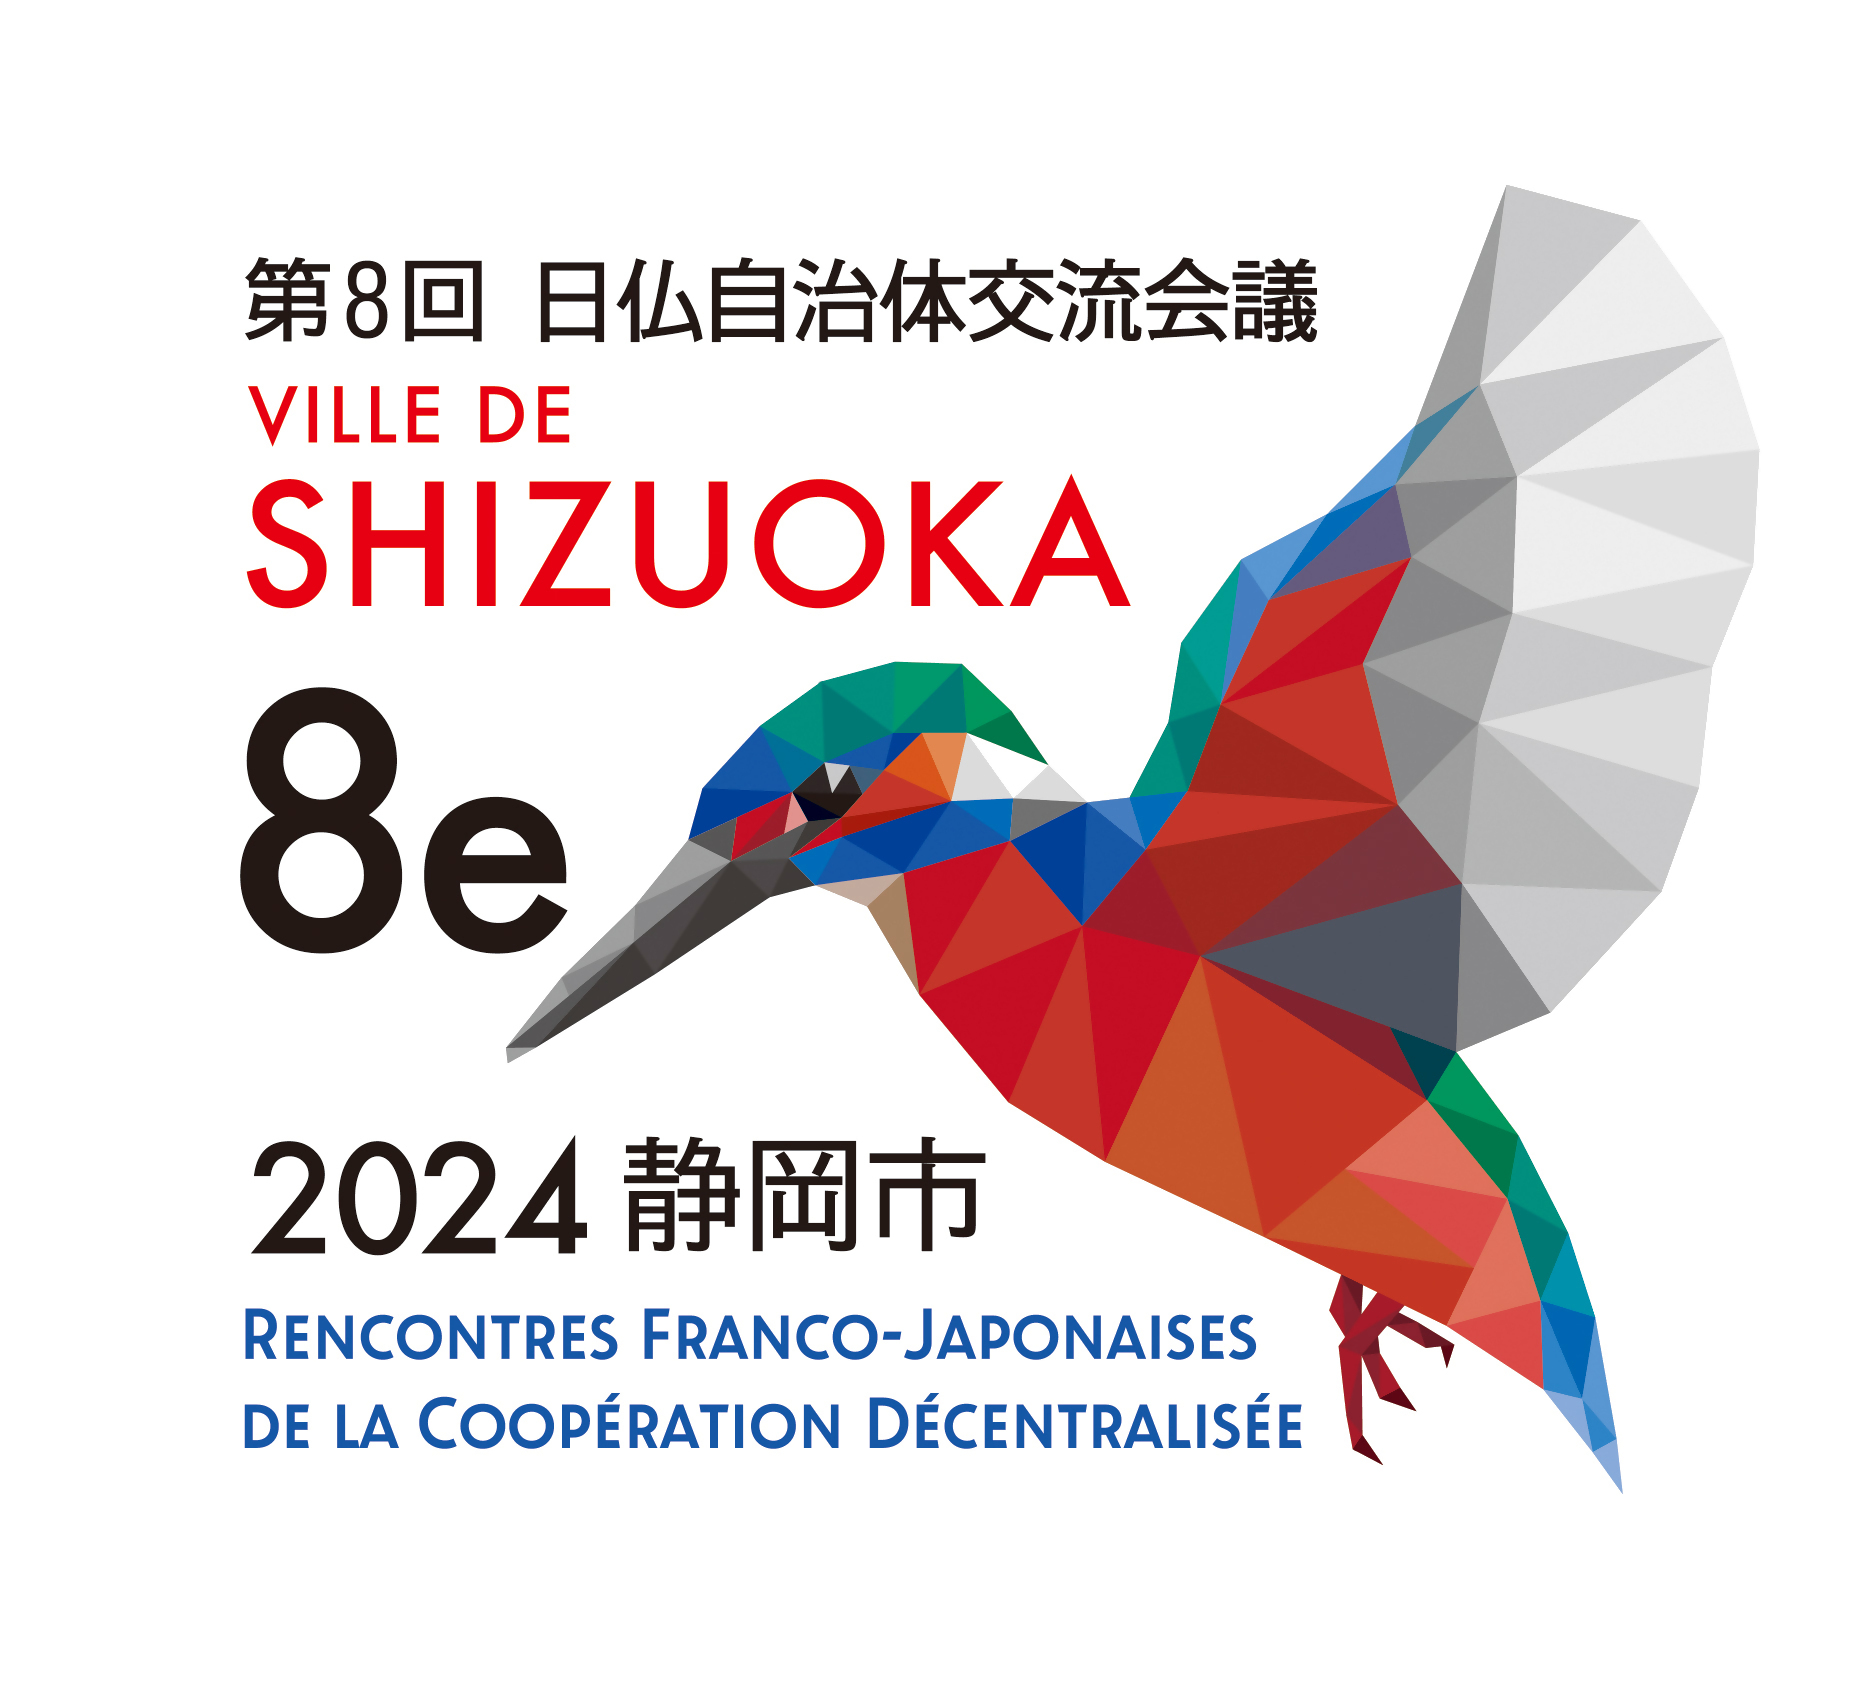 第8回 日仏自治体交流会議
VILLE DE
SHIZUOKA
8e
2024 静岡市
RENCONTRES FRANCO-JAPONAISES
DE LA COOPÉRATION DÉCENTRALISÉE